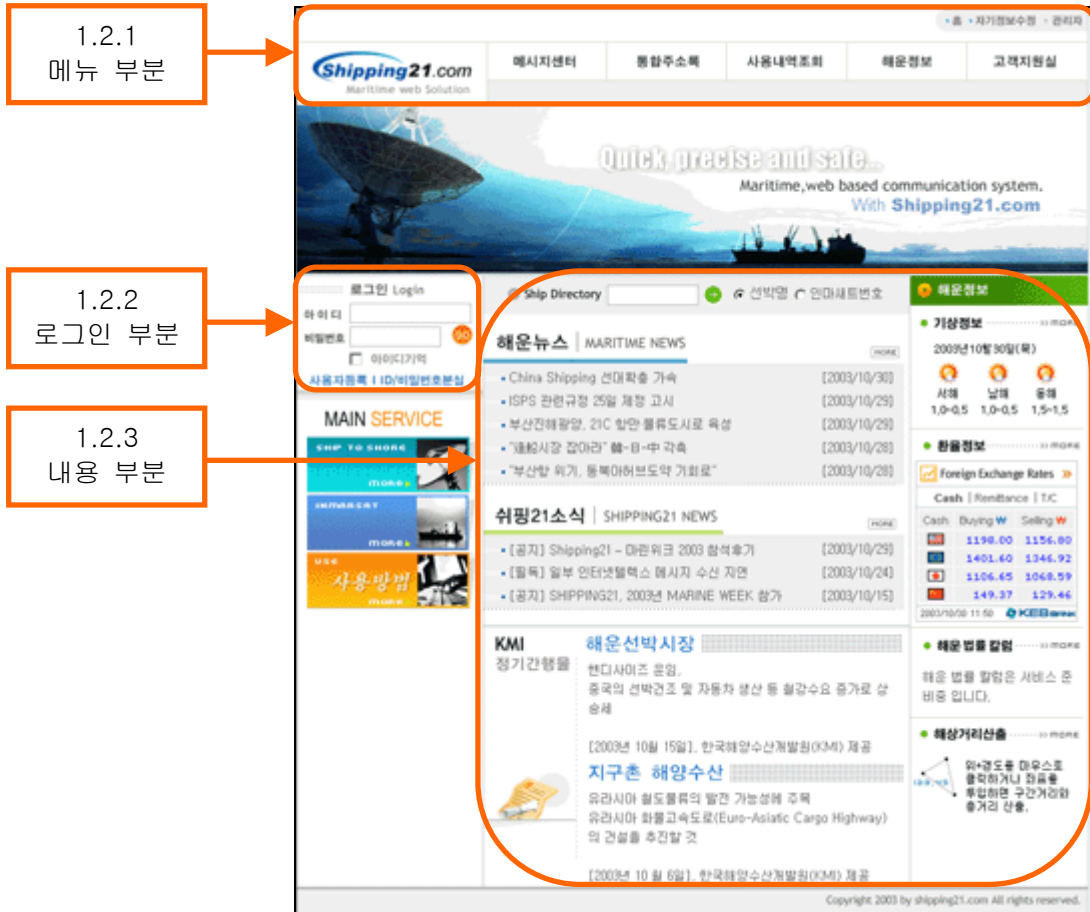 1.2.1
메뉴 부분
1.2.2
로그인 부분
1.2.3
내용 부분
홈 자기정보수정 관리자
Shipping21.com
Maritime web Solution
메시지센터 통합주소록 사용내역조회 해운정보 고객지원실
Quick, precise and safe...
Maritime,web based communication system.
With Shipping21.com
로그인 Login
아이디
비밀번호
GO
아이디기억
사용자등록 | ID/비밀번호분실
MAIN SERVICE
SHIP TO SHORE
more
INMARSAT
more
USE
사용방법
more
Ship Directory 선박명 인마새트번호
해운뉴스 | MARITIME NEWS
MORE
China Shipping 선대확충 가속 [2003/10/30]
ISPS 관련규정 25일 제정 고시 [2003/10/29]
부산진해광양, 21C 항만·물류도시로 육성 [2003/10/29]
"造船시장 잡아라" 韓-日-中 각축 [2003/10/28]
"부산항 위기, 동북아허브도약 기회로" [2003/10/28]
쉬핑21소식 | SHIPPING21 NEWS
MORE
[공지] Shipping21 - 마린위크 2003 참석후기 [2003/10/29]
[필독] 일부 인터넷텔렉스 메시지 수신 지연 [2003/10/24]
[공지] SHIPPING21, 2003년 MARINE WEEK 참가 [2003/10/15]
KMI
정기간행물
해운선박시장
핸디사이즈 운임,
중국의 선박건조 및 자동차 생산 등 철강수요 증가로 상
승세
[2003년 10월 15일], 한국해양수산개발원(KMI) 제공
지구촌 해양수산
유라시아 철도물류의 발전 가능성에 주목
유라시아 화물고속도로(Euro-Asiatic Cargo Highway)
의 건설을 추진할 것
[2003년 10 월 6일], 한국해양수산개발원(KMI) 제공
해운정보
기상정보 more
2003년10월30일(목)
서해 남해 동해
1.0~0.5 1.0~0.5 1.5~1.5
환율정보 more
Foreign Exchange Rates
Cash | Remittance | T/C
Cash Buying ₩ Selling ₩
1198.00 1156.80
1401.60 1346.92
1106.65 1068.59
149.37 129.46
2003/10/30 11:50 KEB
해운 법률 칼럼 more
해운 법률 칼럼은 서비스 준
비중 입니다.
해상거리산출 more
위•경도를 마우스로
클릭하거나 좌표를
투입하면 구간거리와
총거리 산출.
Copyright 2003 by shipping21.com All rights reserved.